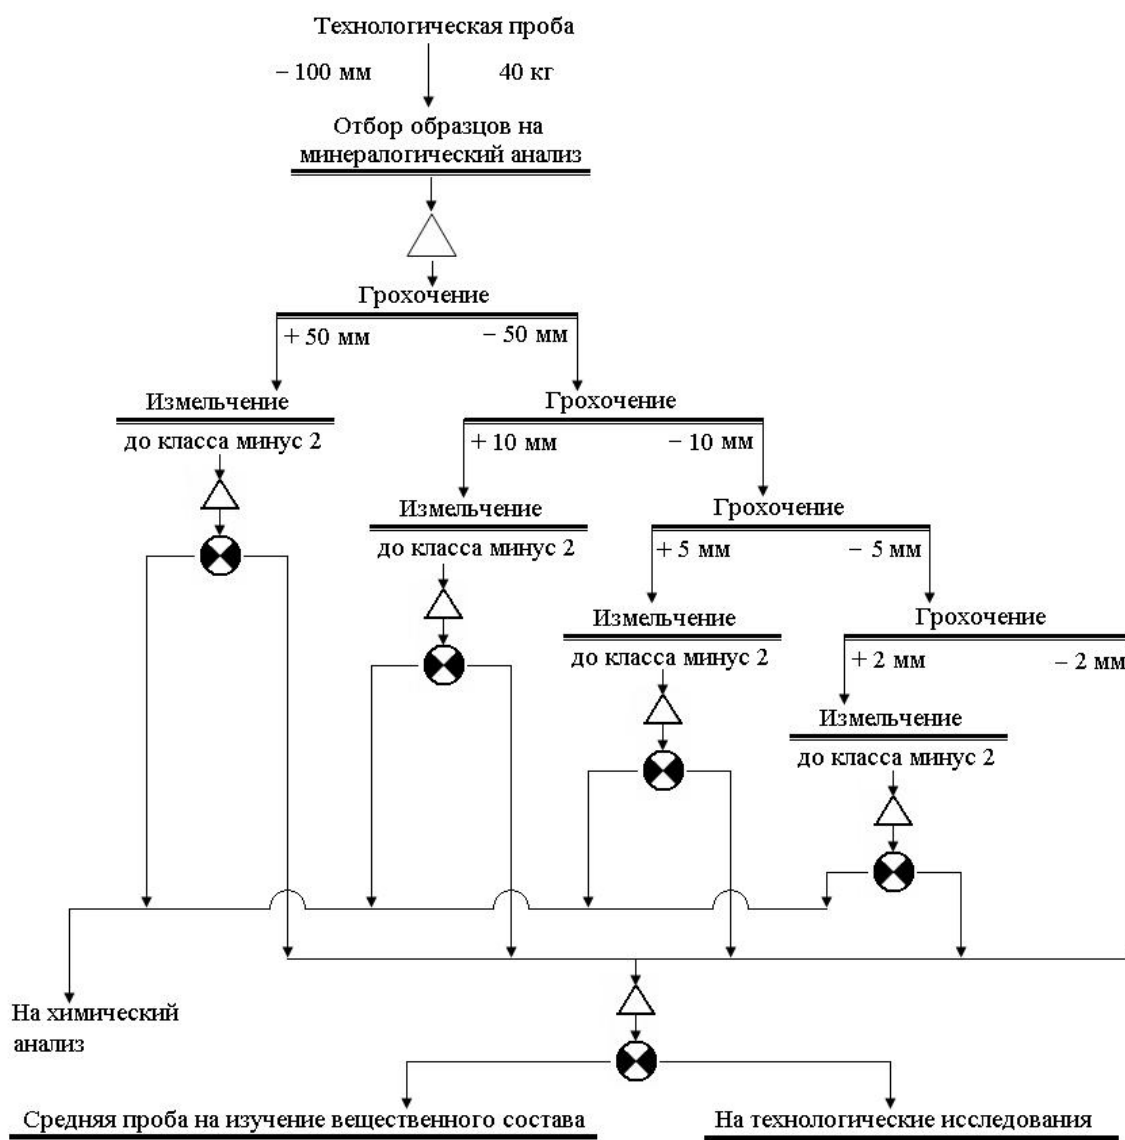 Технологическая проба
− 100 мм 40 кг
Отбор образцов на
минералогический анализ
Грохочение
+ 50 мм − 50 мм
Измельчение
до класса минус 2
Грохочение
+ 10 мм − 10 мм
Измельчение
до класса минус 2
Грохочение
+ 5 мм − 5 мм
Измельчение
до класса минус 2
Грохочение
+ 2 мм − 2 мм
Измельчение
до класса минус 2
На химический
анализ
Средняя проба на изучение вещественного состава
На технологические исследования